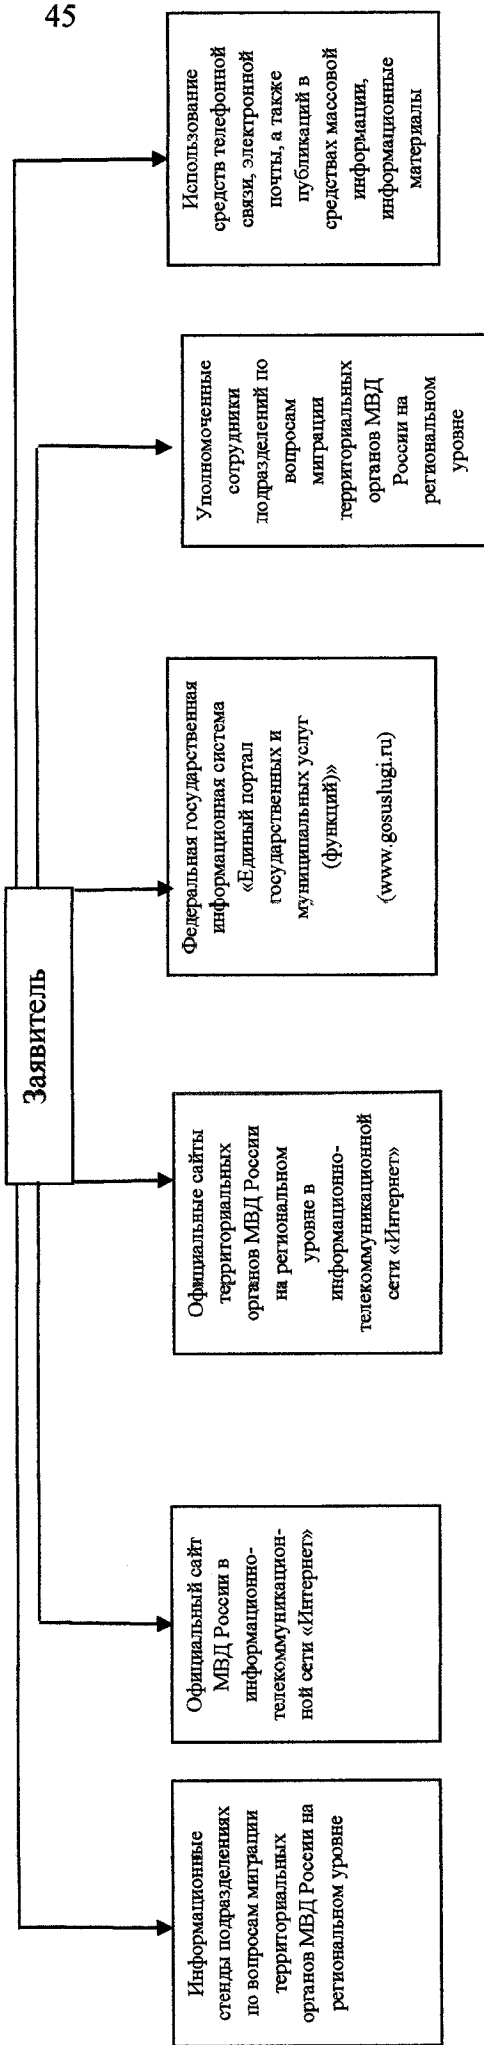 45
Заявитель
Информационные
стенды подразделениях
по вопросам миграции
территориальных
органов МВД России на
региональном уровне
Официальный сайт
МВД России в
информационно-
телекоммуникацион-
ной сети «Интернет»
Официальные сайты
территориальных
органов МВД России
на региональном
уровне в
информационно-
телекоммуникационной
сети «Интернет»
Федеральная государственная
информационная система
«Единый портал
государственных и
муниципальных услуг
(функций)»
(www.gosuslugi.ru)
Уполномоченные
сотрудники
подразделений по
вопросам
миграции
территориальных
органов МВД
России на
региональном
уровне
Использование
средств телефонной
связи, электронной
почты, а также
публикаций в
средствах массовой
информации,
информационные
материалы